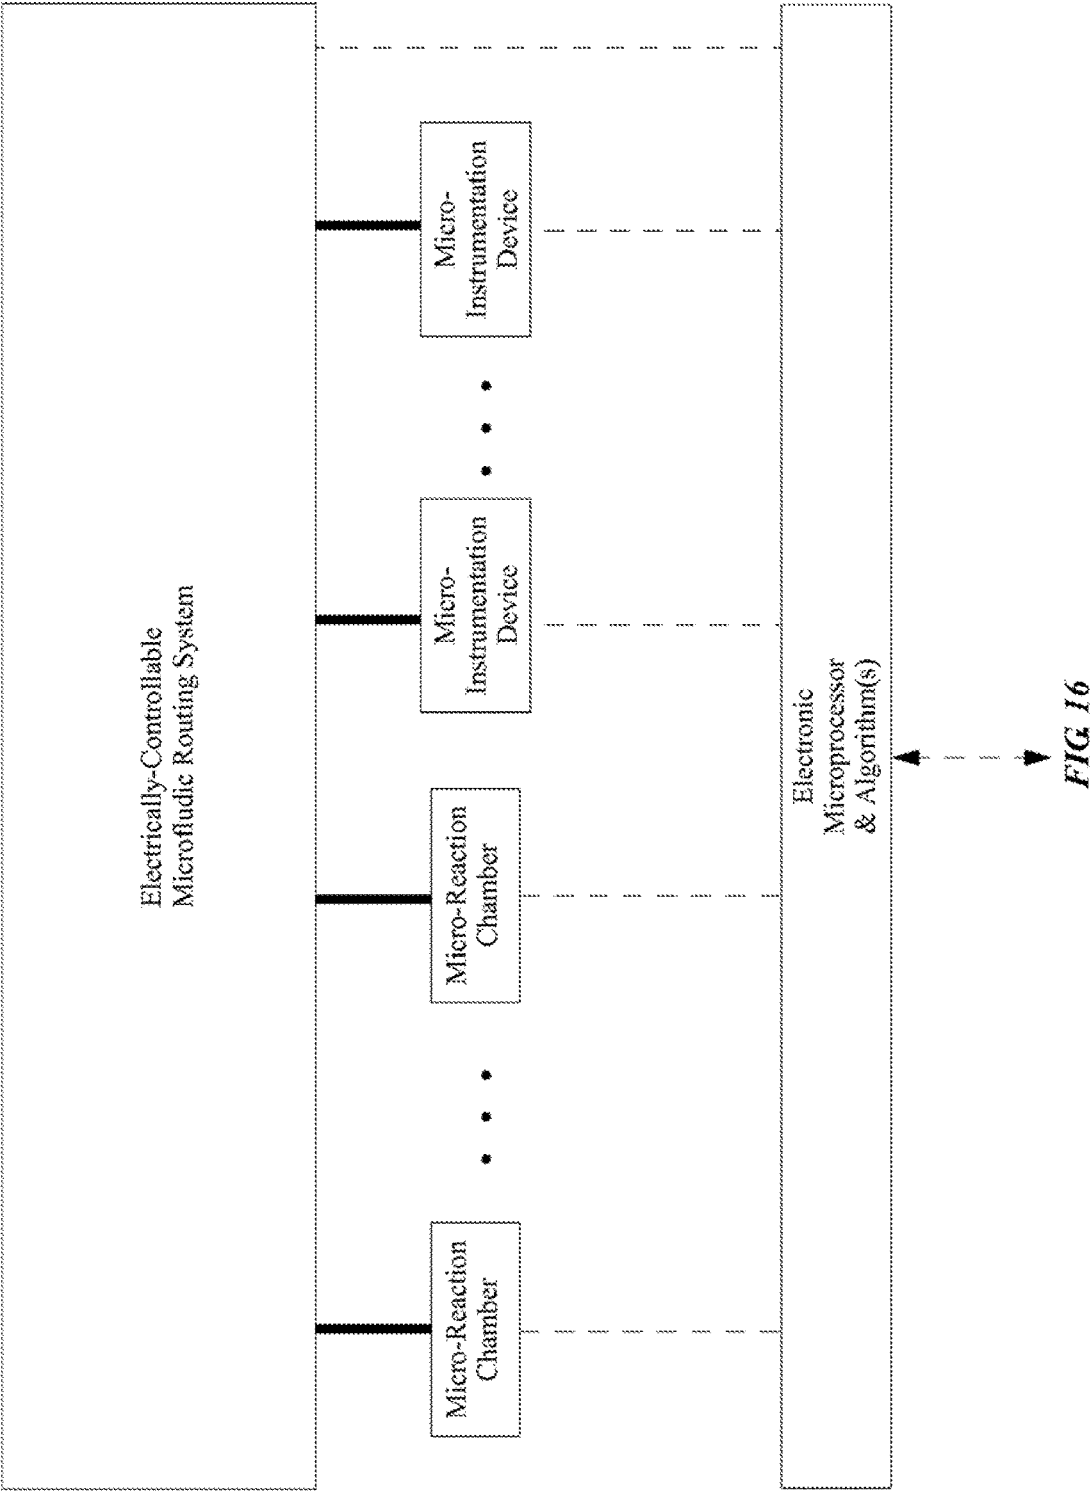 Electrically-Controllable
Microfludic Routing System
Micro-Reaction
Chamber
Micro-Reaction
Chamber
Micro-
Instrumentation
Device
Micro-
Instrumentation
Device
Electronic
Microprocessor
& Algorithm(s)
FIG. 16